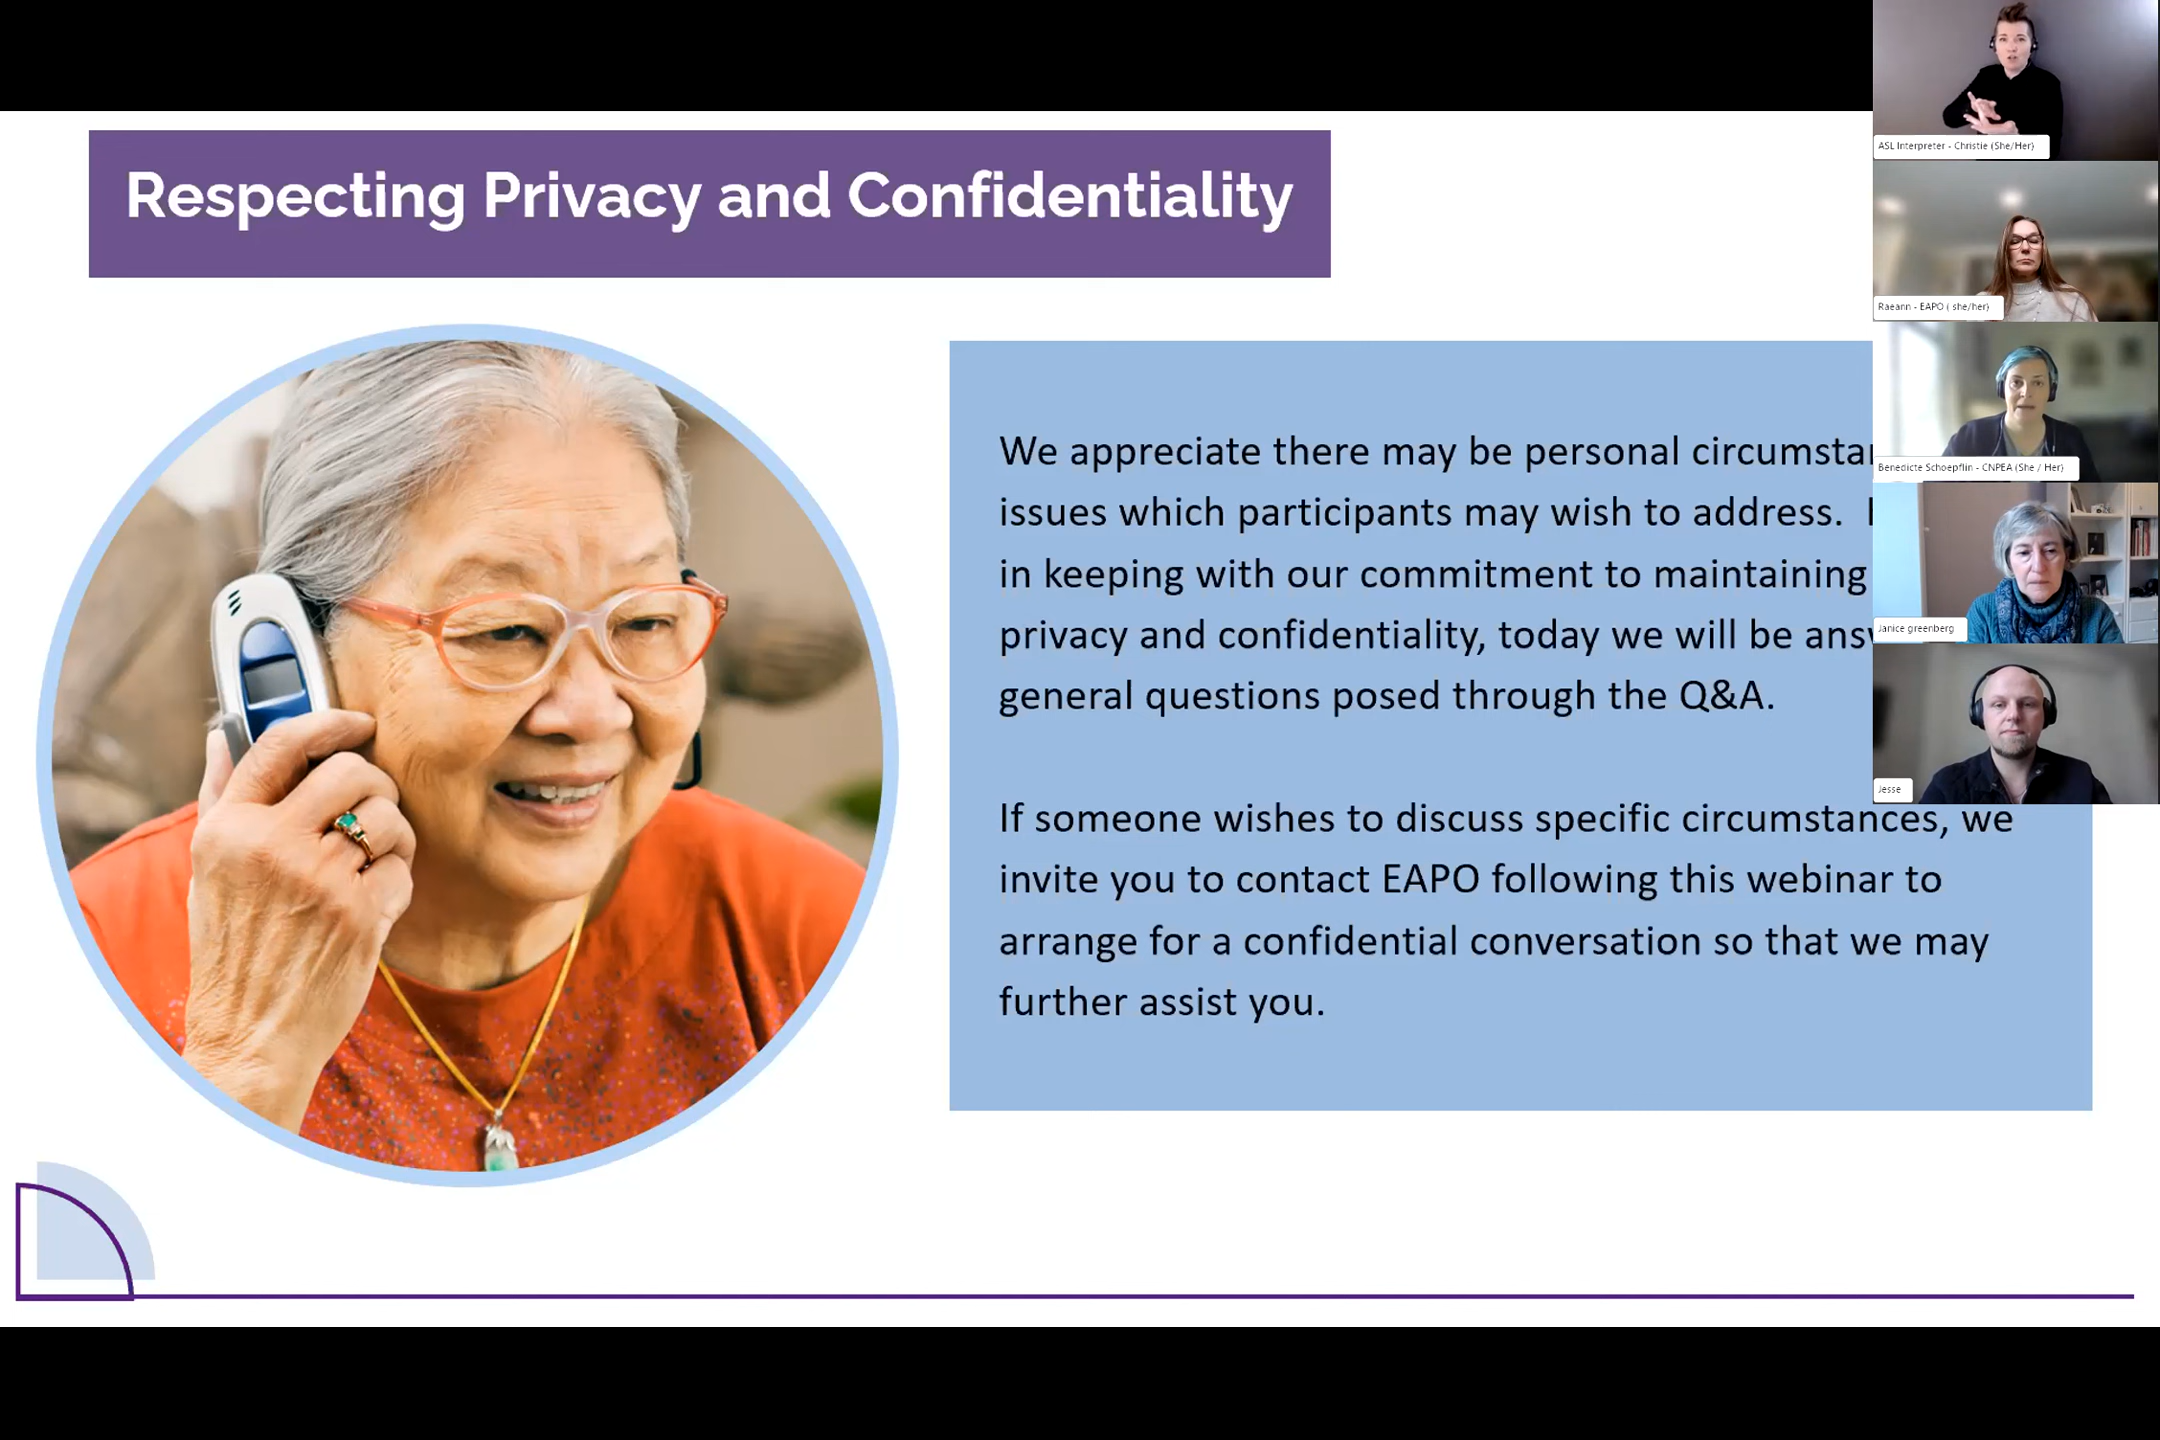 Respecting Privacy and Confidentiality
We appreciate there may be personal
issues which participants may wish to address.
in keeping with our commitment to maintaining
privacy and confidentiality, today we will be
general questions posed through the Q&A.
If someone wishes to discuss specific circumstances, we
invite you to contact EAPO following this webinar to
arrange for a confidential conversation so that we may
further assist you.
ASL Interpreter - Christie (She/Her)
Raeann - EAPO ( she/her)
Benedicte Schoepflin - CNPEA (She / Her)
Janice greenberg
Jesse